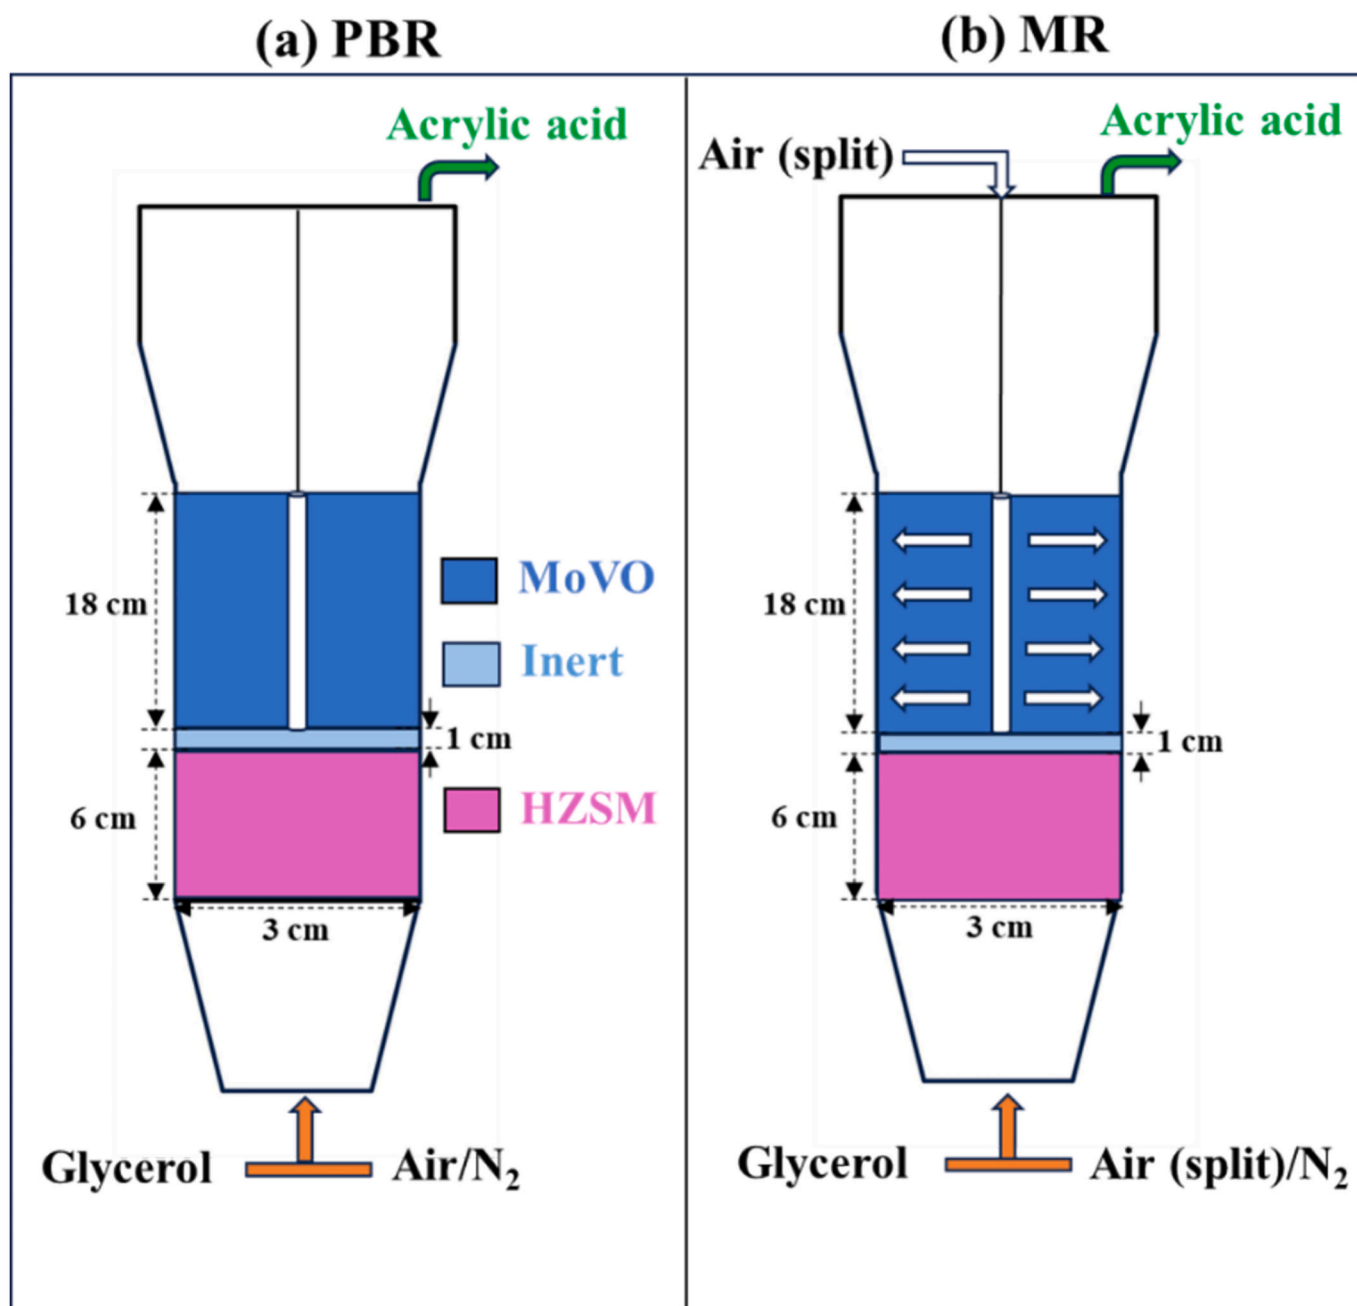 (a) PBR
Acrylic acid
18 cm
MoVO
Inert
1 cm
6 cm
HZSM
3 cm
Glycerol
Air/N₂
(b) MR
Acrylic acid
Air (split)
18 cm
1 cm
6 cm
3 cm
Glycerol
Air (split)/N₂